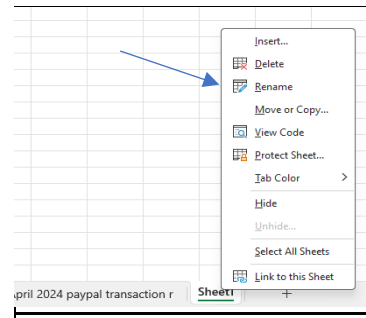 Insert...
Delete
Rename
Move or Copy...
View Code
Protect Sheet...
Tab Color >
Hide
Unhide...
Select All Sheets
Link to this Sheet
pril 2024 paypal transaction r Sheet1 +